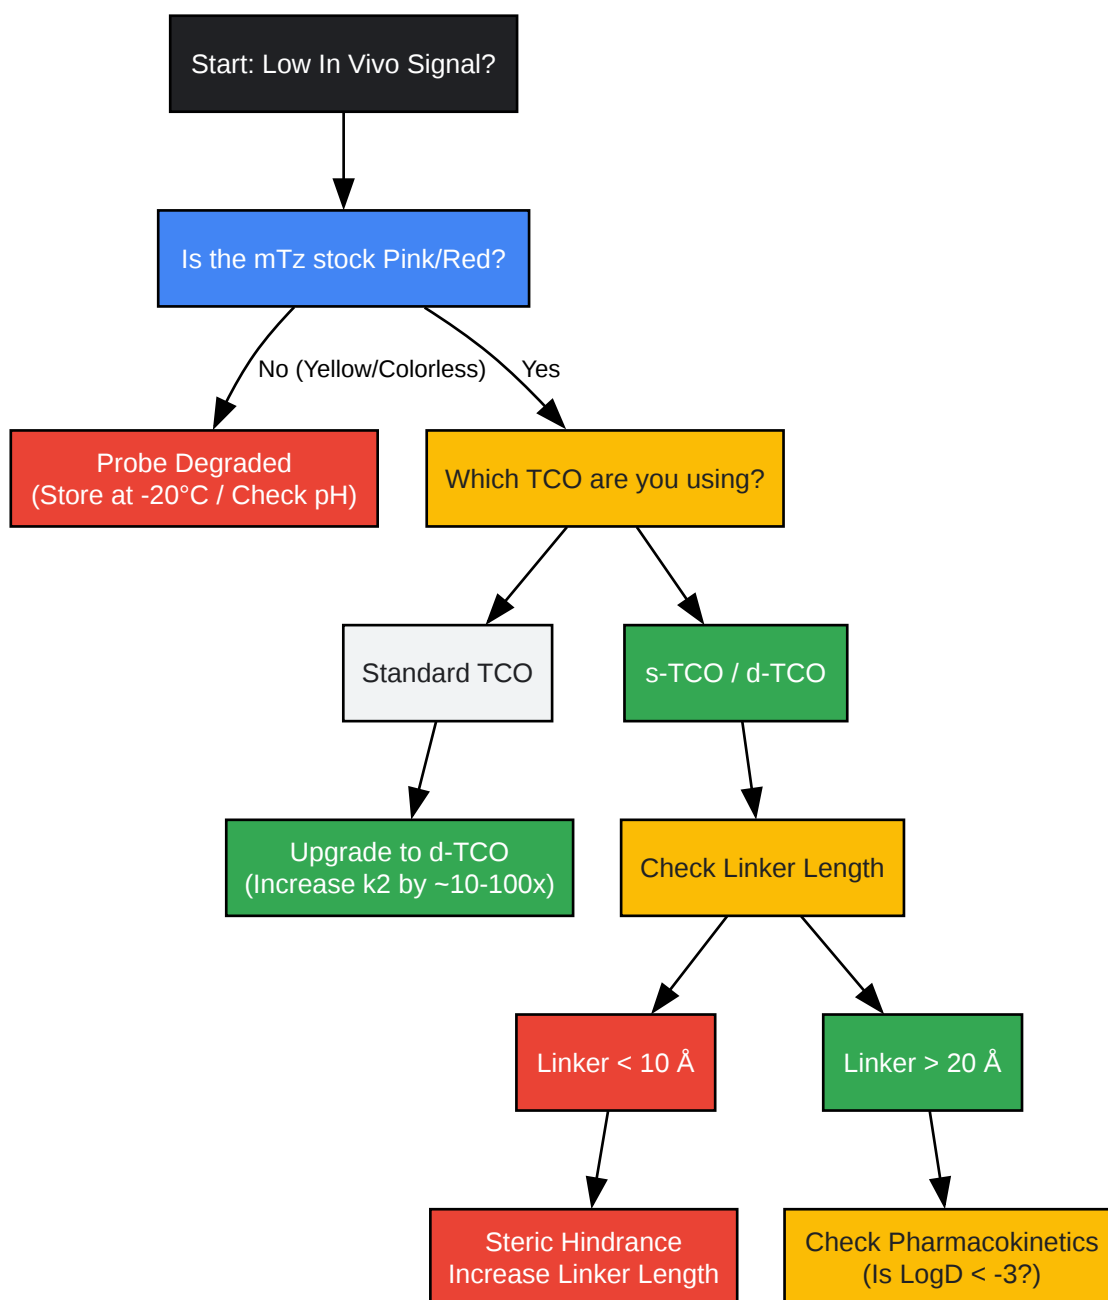 Start: Low In Vivo Signal?
Is the mTz stock Pink/Red?
No (Yellow/Colorless)
Yes
Probe Degraded
(Store at -20°C / Check pH)
Which TCO are you using?
Standard TCO
s-TCO / d-TCO
Upgrade to d-TCO
(Increase k2 by ~10-100x)
Check Linker Length
Linker < 10 Å
Linker > 20 Å
Steric Hindrance
Increase Linker Length
Check Pharmacokinetics
(Is LogD < -3?)